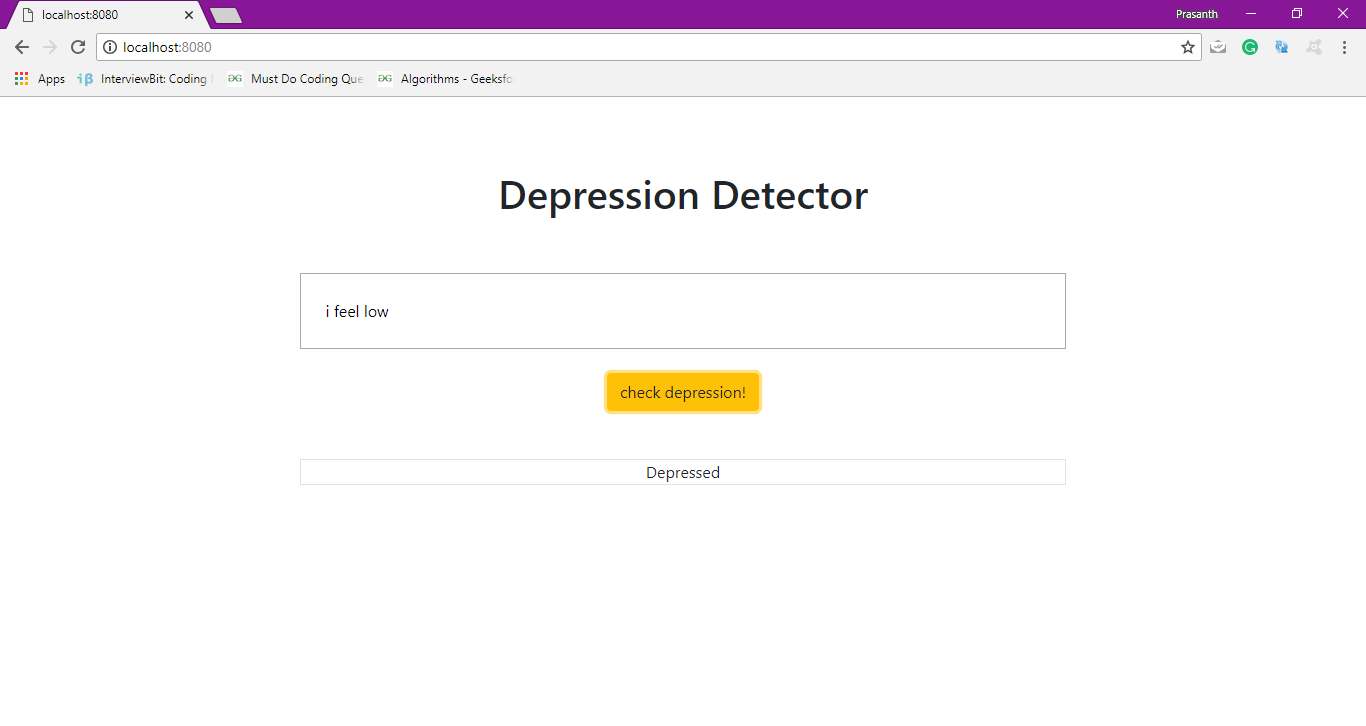 localhost:8080
Prasanth
localhost:8080
Apps
InterviewBit: Coding
Must Do Coding Que
Algorithms - Geeksfo
Depression Detector
i feel low
check depression!
Depressed